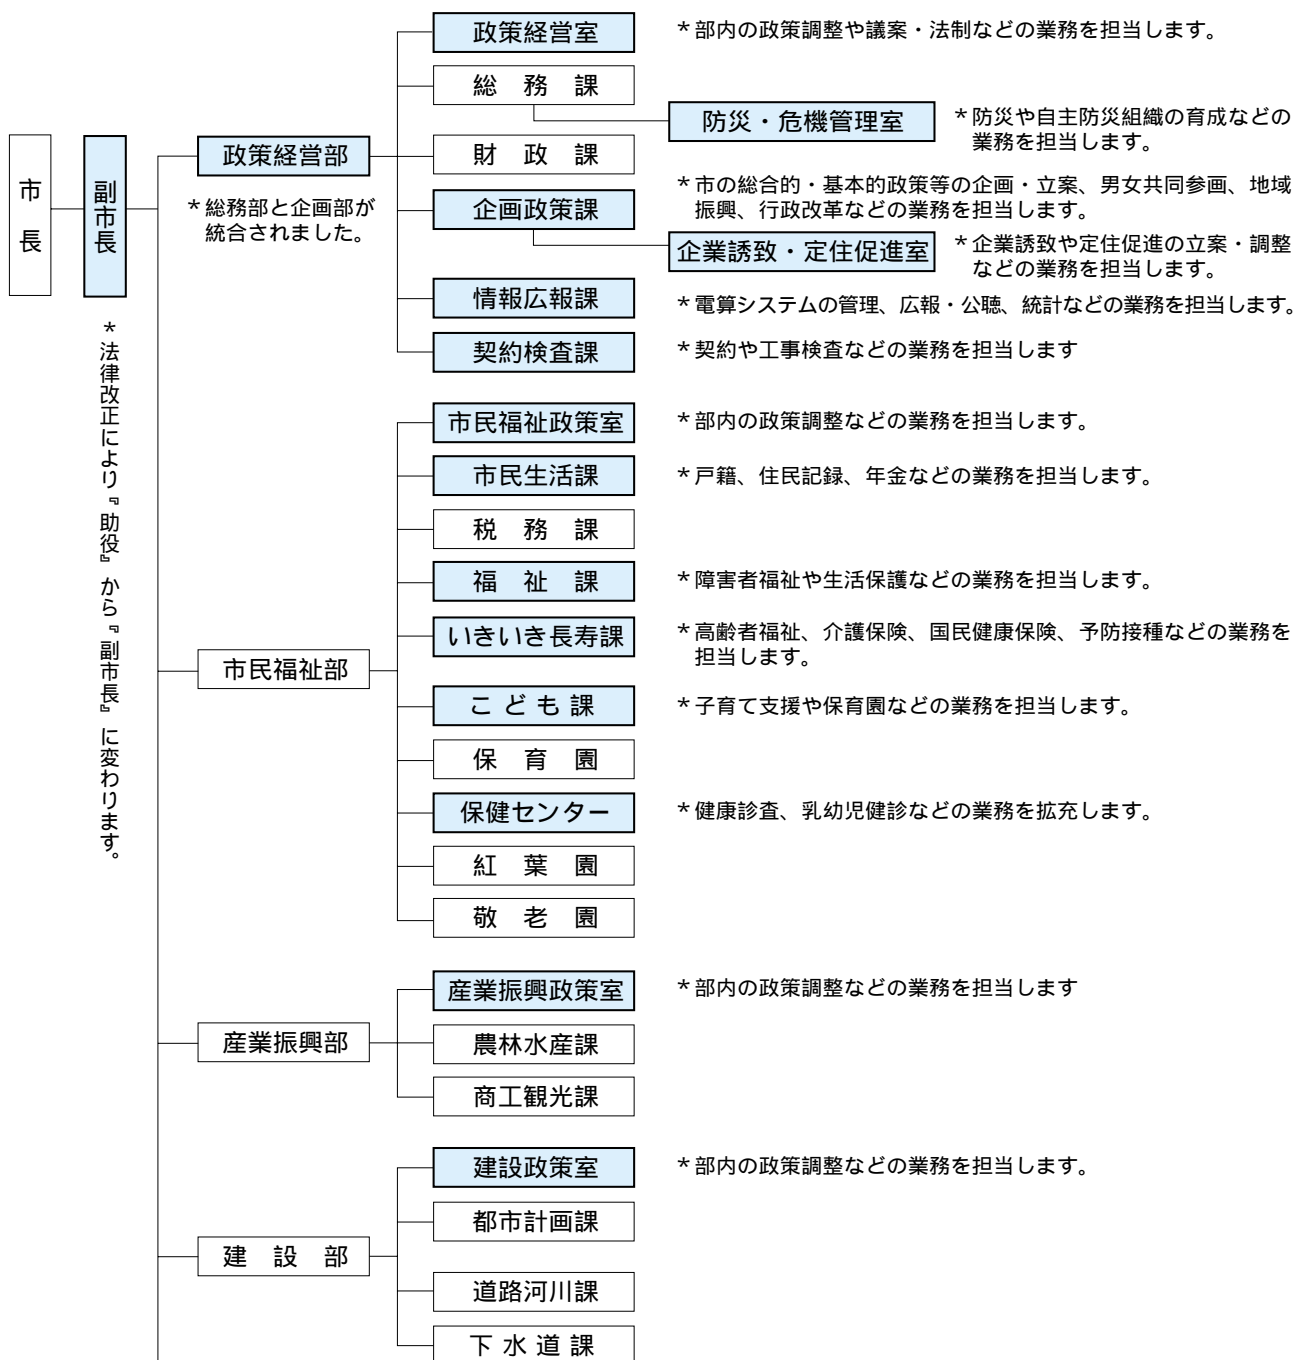 市長
副市長
*法律改正により『助役』から『副市長』に変わります。
政策経営部
*総務部と企画部が
統合されました。
政策経営室
*部内の政策調整や議案・法制などの業務を担当します。
総務課
防災・危機管理室
*防災や自主防災組織の育成などの
業務を担当します。
財政課
企画政策課
*市の総合的・基本的政策等の企画・立案、男女共同参画、地域
振興、行政改革などの業務を担当します。
企業誘致・定住促進室
*企業誘致や定住促進の立案・調整
などの業務を担当します。
情報広報課
*電算システムの管理、広報・公聴、統計などの業務を担当します。
契約検査課
*契約や工事検査などの業務を担当します
市民福祉部
市民福祉政策室
*部内の政策調整などの業務を担当します。
市民生活課
*戸籍、住民記録、年金などの業務を担当します。
税務課
福祉課
*障害者福祉や生活保護などの業務を担当します。
いきいき長寿課
*高齢者福祉、介護保険、国民健康保険、予防接種などの業務を
担当します。
こども課
*子育て支援や保育園などの業務を担当します。
保育園
保健センター
*健康診査、乳幼児健診などの業務を拡充します。
紅葉園
敬老園
産業振興部
産業振興政策室
*部内の政策調整などの業務を担当します
農林水産課
商工観光課
建設部
建設政策室
*部内の政策調整などの業務を担当します。
都市計画課
道路河川課
下水道課